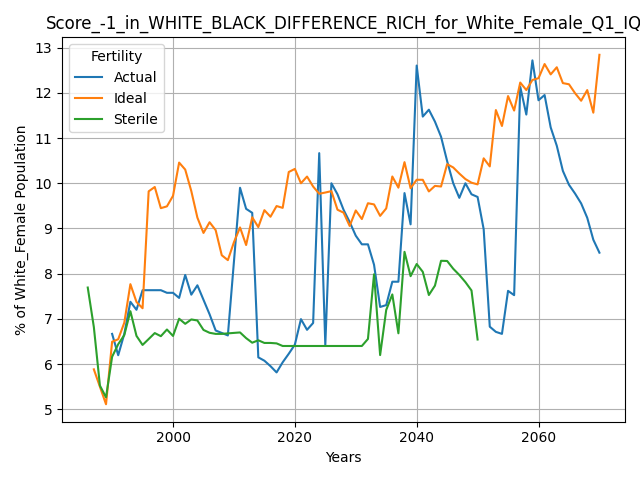 Score_-1_in_WHITE_BLACK_DIFFERENCE_RICH_for_White_Female_Q1_IQ
Fertility
Actual
Ideal
Sterile
% of White_Female Population
13
12
11
10
9
8
7
6
5
2000
2020
2040
2060
Years